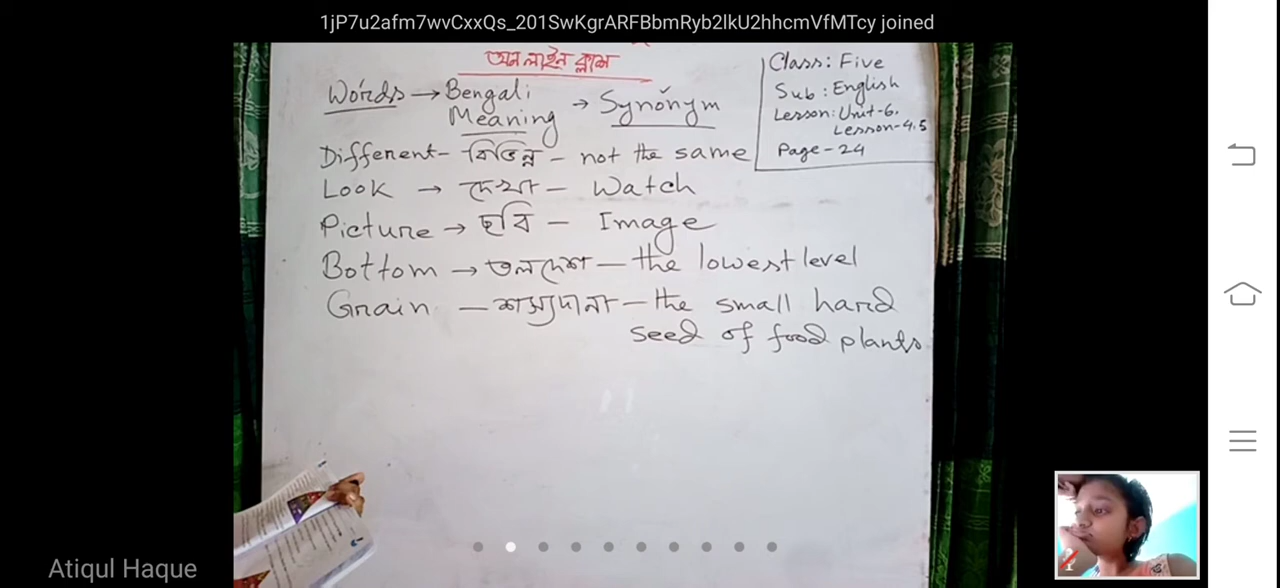 1jP7u2afm7wvCxxQs_201SwKgrARFBbmRyb2lkU2hhcmVfMTcy joined
অনলাইন ক্লাশ
Class: Five
Sub: English
Lesson: Unit-6,
Lesson-4,5
Page-24
Words → Bengali Meaning → Synonym
Different- বিভিন্ন - not the same
Look → দেখা - Watch
Picture → ছবি - Image
Bottom → তলদেশ - the lowest level
Grain - শস্যদানা - the small hard
seed of food plants
Atiqul Haque